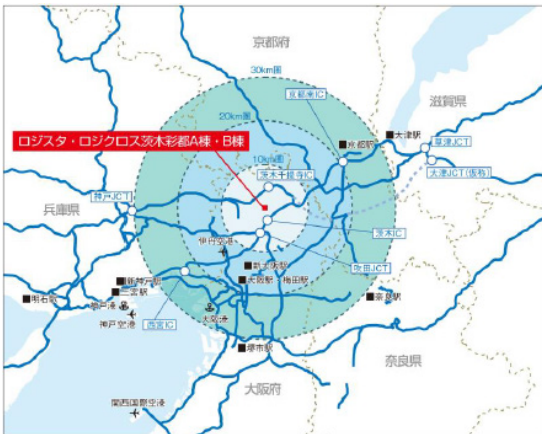 京都府
30km圏
滋賀県
京都南IC
20km圏
大津駅
京都駅
草津JCT
ロジスタ・ロジクロス茨木彩都A棟・B棟
10km圏
茨木千提寺IC
大津JCT(仮称)
神戸JCT
兵庫県
茨木IC
伊丹空港
吹田JCT
新大阪駅
新神戸駅
大阪駅・梅田駅
三宮駅
明石駅
奈良駅
神戸港
大阪港
神戸空港
西宮IC
堺市駅
奈良県
大阪府
関西国際空港